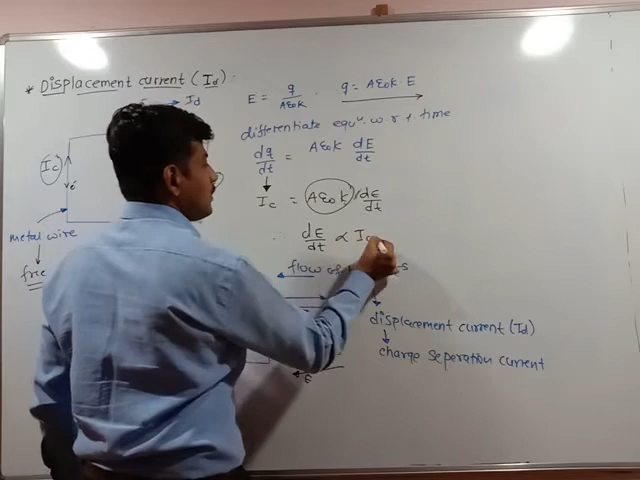 * Displacement current (Id) :
Id
E = q / Aε₀k . q = Aε₀k · E
differentiate equⁿ. w r t time
dq/dt = Aε₀k dE/dt
Ic = Aε₀k dE/dt
∴ dE/dt ∝ Ic
Ic
e⁻
metal wire
free
flow of
displacement current (Id)
charge seperation current
E